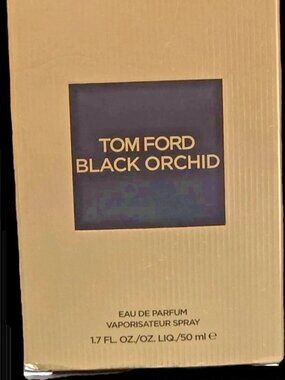 TOM FORD
BLACK ORCHID
EAU DE PARFUM
VAPORISATEUR SPRAY
1.7 FL. OZ./OZ. LIQ./50 ml ℮